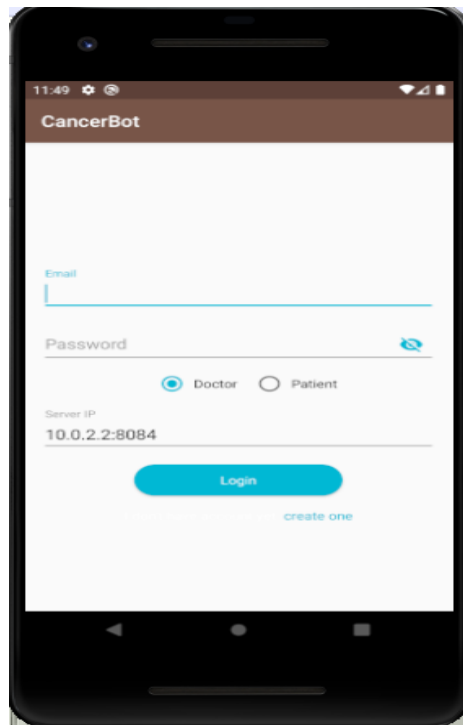 11:49
CancerBot
Email
Password
Doctor Patient
Server IP
10.0.2.2:8084
Login
create one